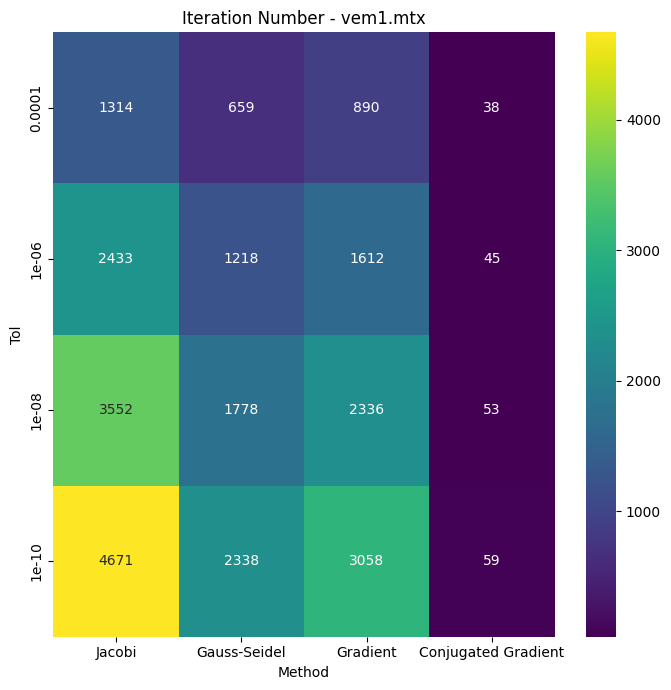 Iteration Number - vem1.mtx
Tol
0.0001 1314 659 890 38
1e-06 2433 1218 1612 45
1e-08 3552 1778 2336 53
1e-10 4671 2338 3058 59
Jacobi Gauss-Seidel Gradient Conjugated Gradient
Method
4000
3000
2000
1000